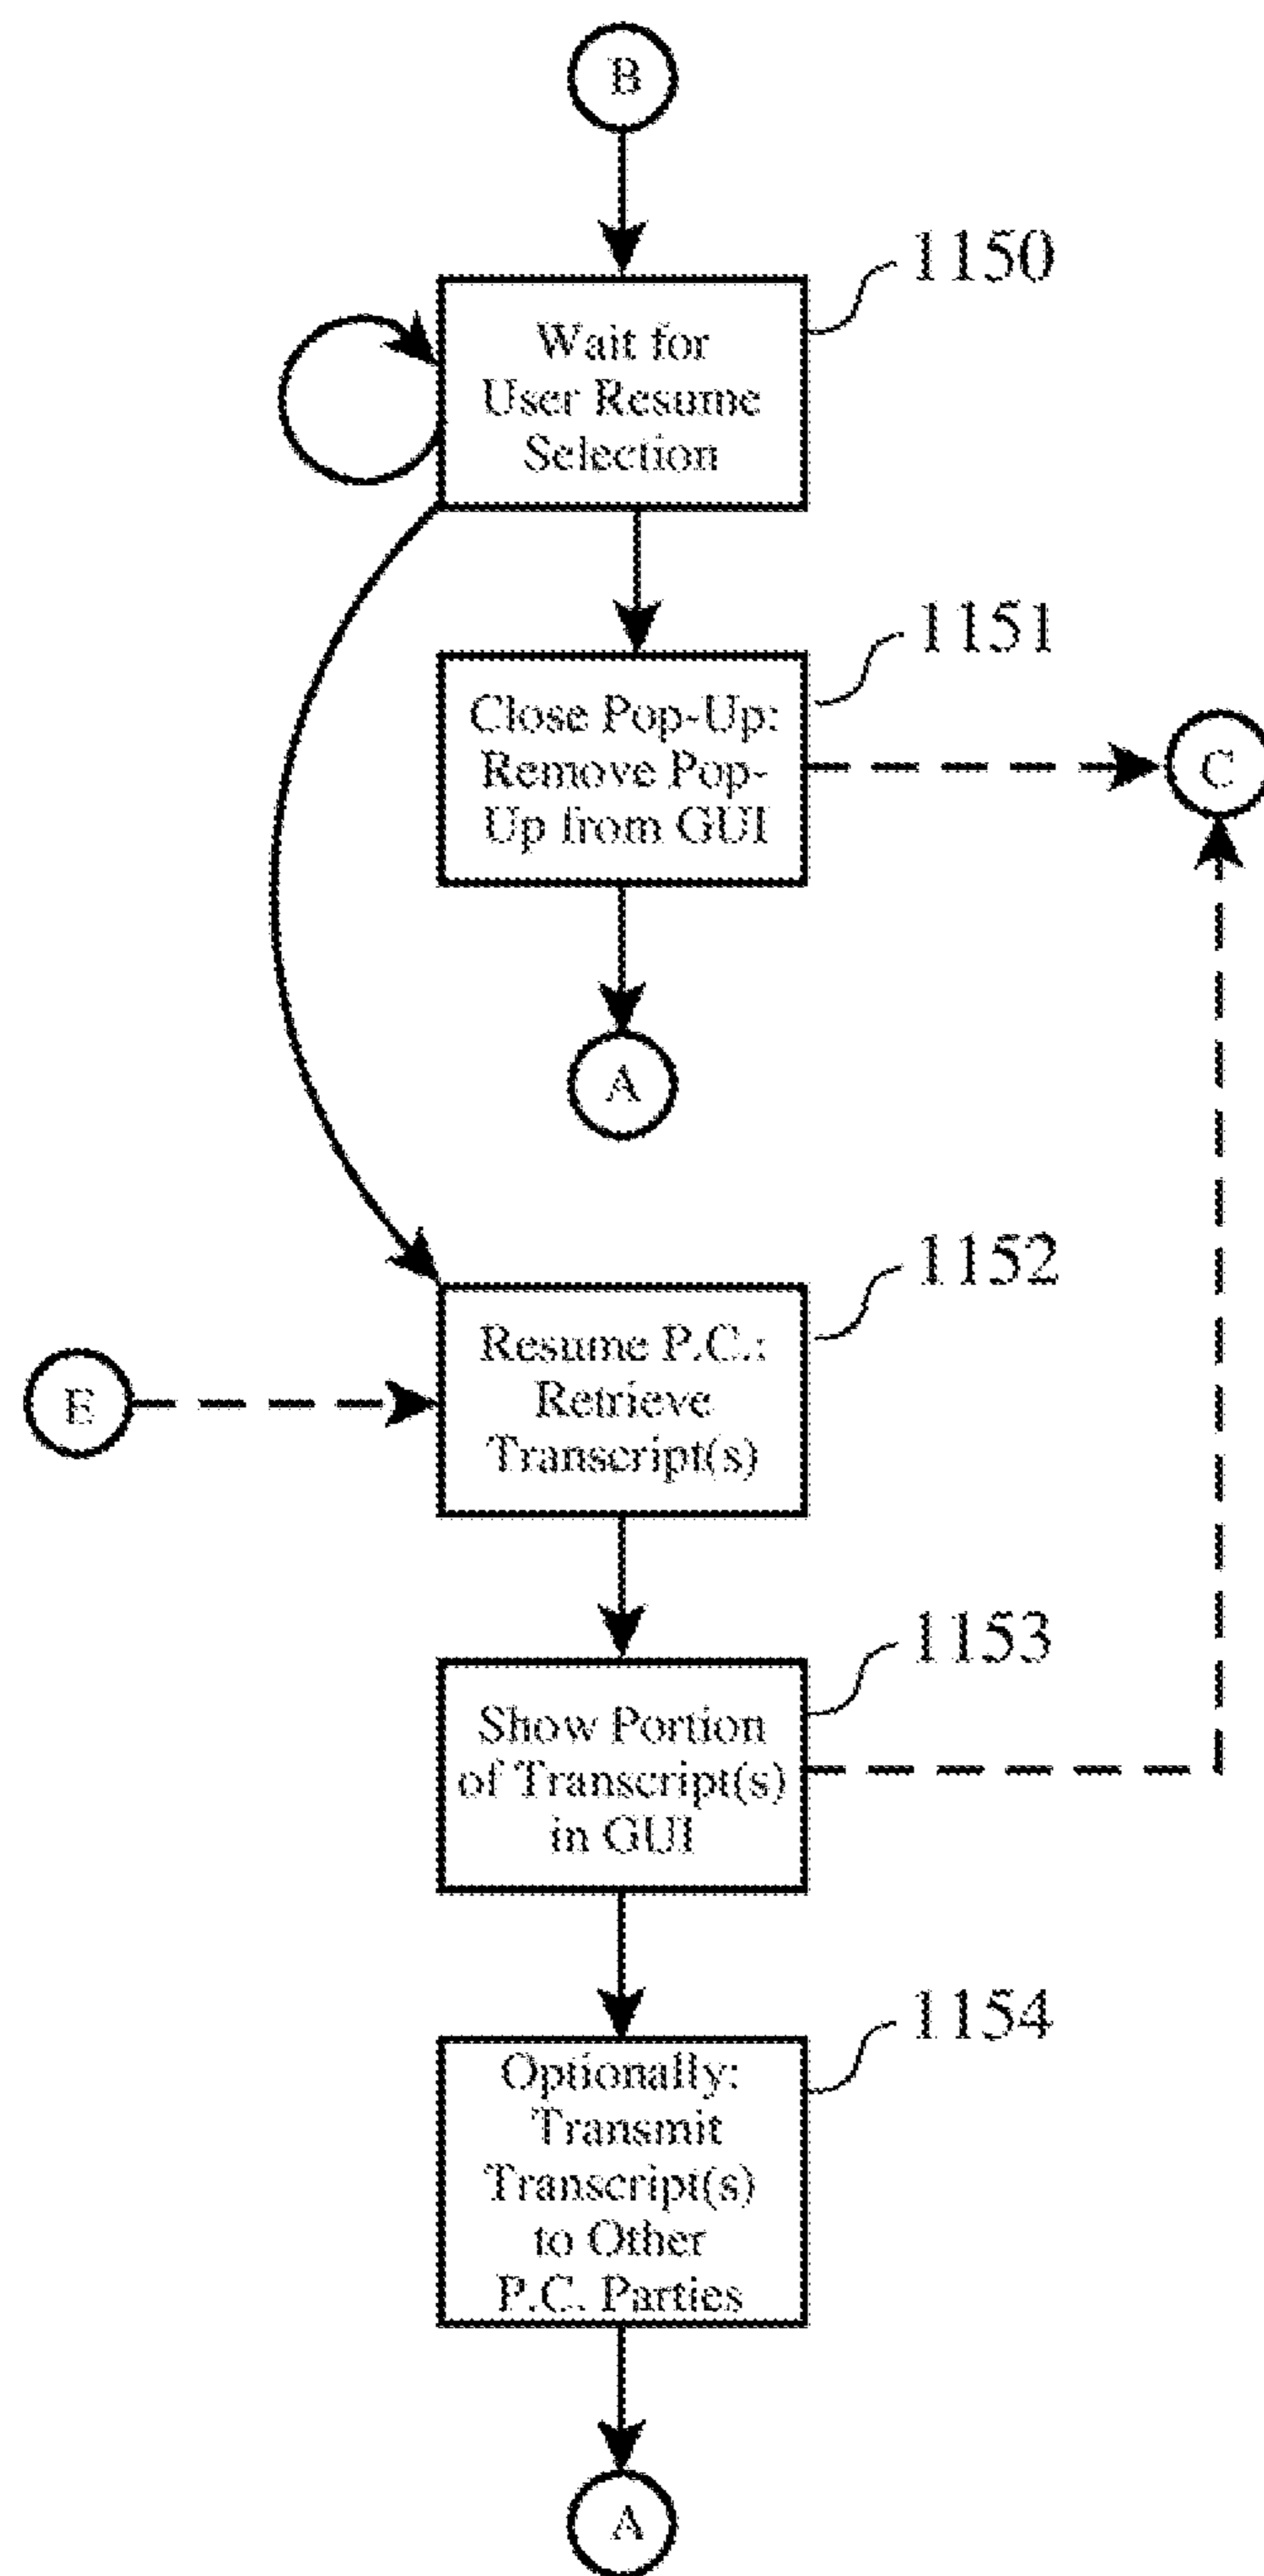 B
1150
Wait for
User Resume
Selection
1151
Close Pop-Up:
Remove Pop-
Up from GUI
C
A
1152
Resume P.C.:
Retrieve
Transcript(s)
E
1153
Show Portion
of Transcript(s)
in GUI
1154
Optionally:
Transmit
Transcript(s)
to Other
P.C. Parties
A